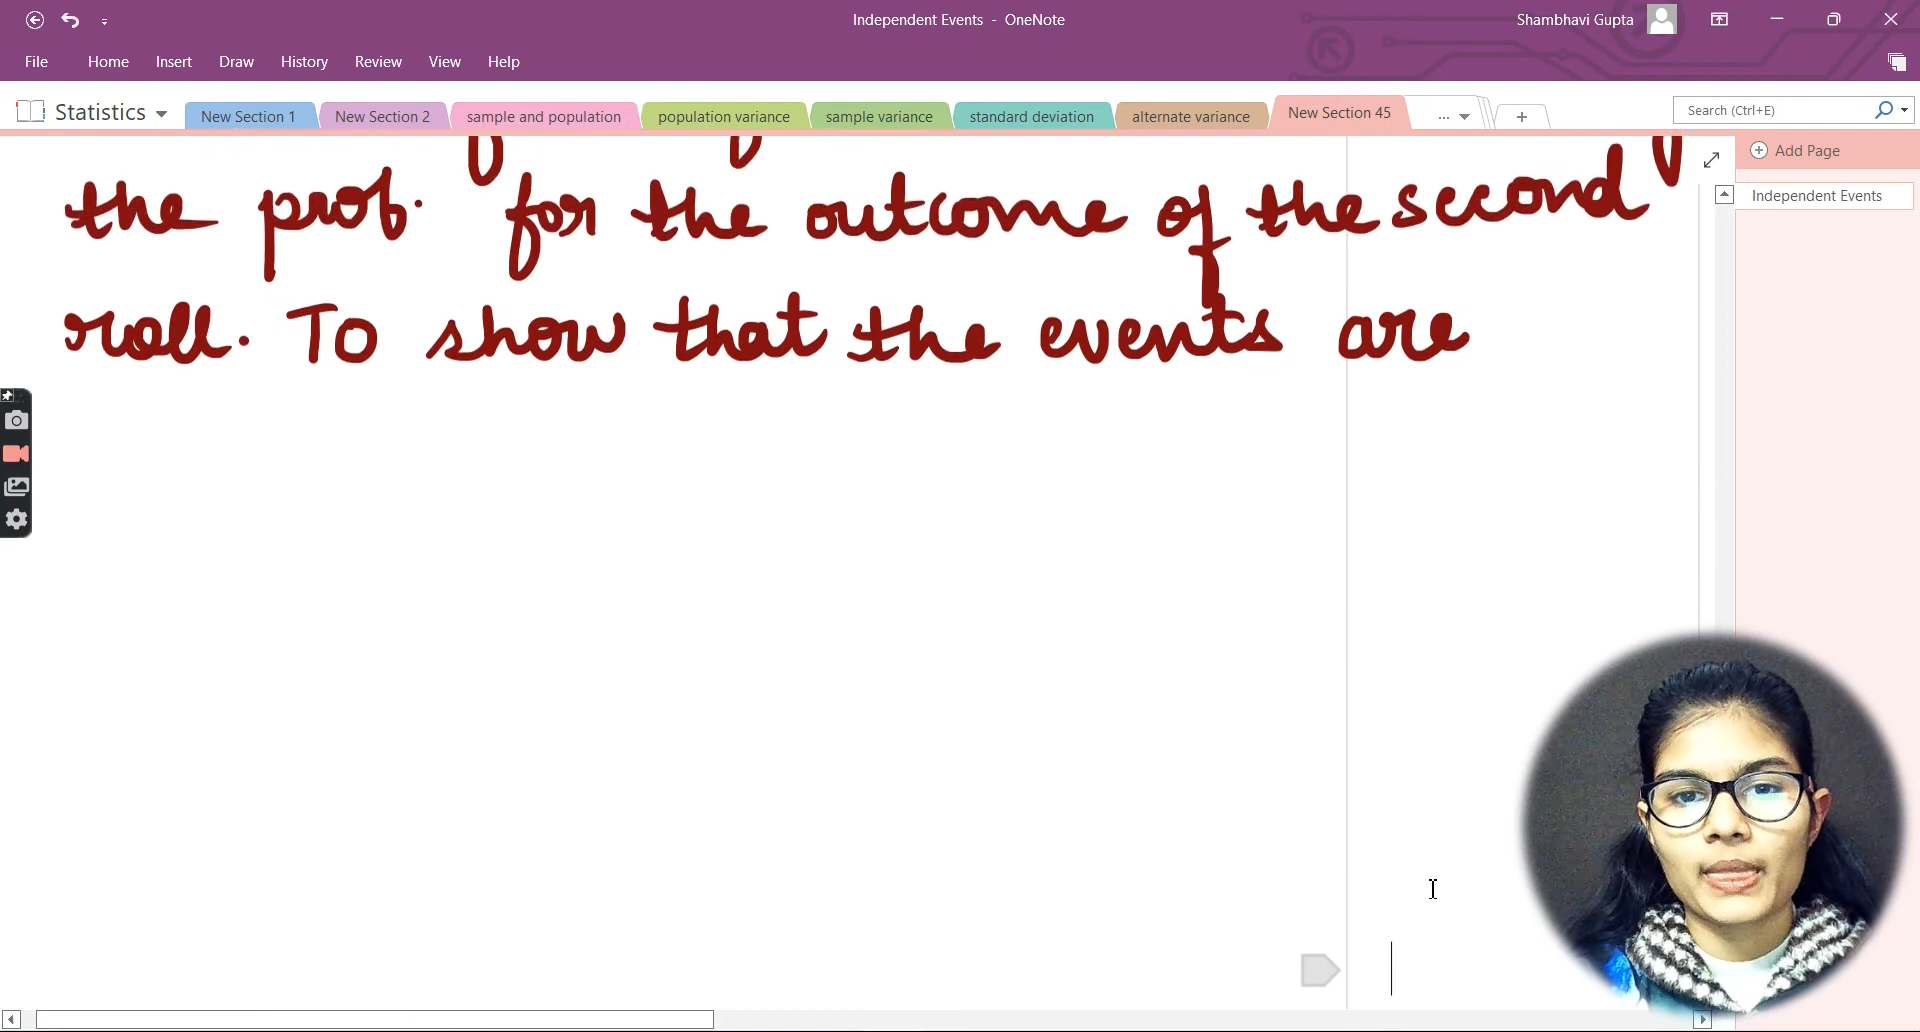 Independent Events - OneNote
Shambhavi Gupta
File Home Insert Draw History Review View Help
Statistics
New Section 1
New Section 2
sample and population
population variance
sample variance
standard deviation
alternate variance
New Section 45
...
Search (Ctrl+E)
Add Page
Independent Events
the prob. for the outcome of the second
roll. To show that the events are